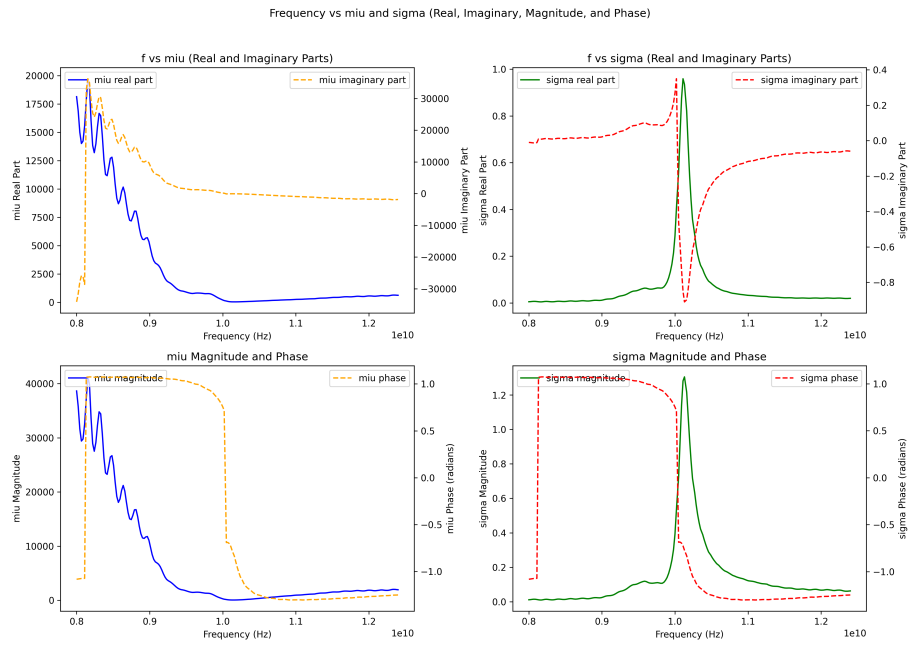 Frequency vs miu and sigma (Real, Imaginary, Magnitude, and Phase)
f vs miu (Real and Imaginary Parts)
miu real part
miu imaginary part
miu Real Part
20000
17500
15000
12500
10000
7500
5000
2500
0
30000
20000
10000
0
−10000
−20000
−30000
miu Imaginary Part
0.8 0.9 1.0 1.1 1.2
1e10
Frequency (Hz)
f vs sigma (Real and Imaginary Parts)
sigma real part
sigma imaginary part
sigma Real Part
1.0
0.8
0.6
0.4
0.2
0.0
0.4
0.2
0.0
−0.2
−0.4
−0.6
−0.8
sigma Imaginary Part
0.8 0.9 1.0 1.1 1.2
1e10
Frequency (Hz)
miu Magnitude and Phase
miu magnitude
miu phase
miu Magnitude
40000
30000
20000
10000
0
1.0
0.5
0.0
−0.5
−1.0
miu Phase (radians)
0.8 0.9 1.0 1.1 1.2
1e10
Frequency (Hz)
sigma Magnitude and Phase
sigma magnitude
sigma phase
sigma Magnitude
1.2
1.0
0.8
0.6
0.4
0.2
0.0
1.0
0.5
0.0
−0.5
−1.0
sigma Phase (radians)
0.8 0.9 1.0 1.1 1.2
1e10
Frequency (Hz)